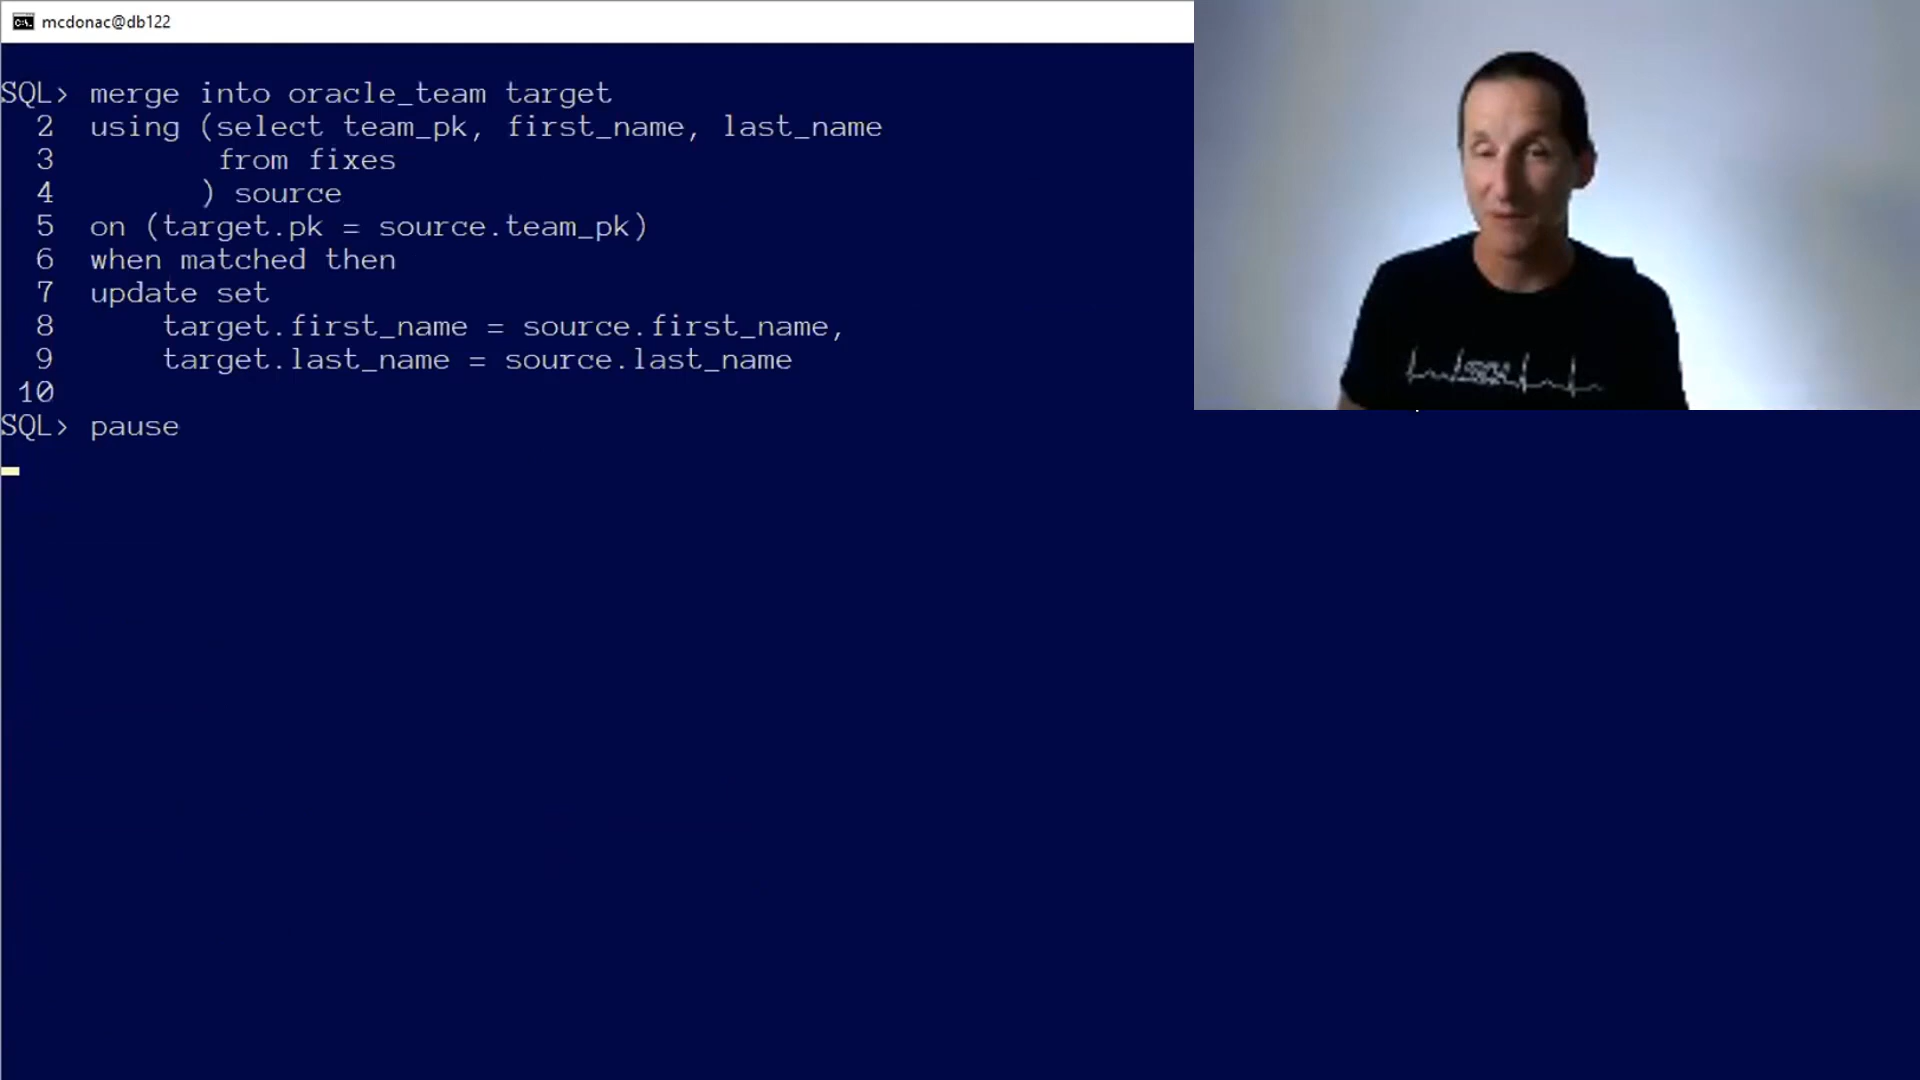 mcdonac@db122
SQL> merge into oracle_team target
2 using (select team_pk, first_name, last_name
3 from fixes
4 ) source
5 on (target.pk = source.team_pk)
6 when matched then
7 update set
8 target.first_name = source.first_name,
9 target.last_name = source.last_name
10
SQL> pause